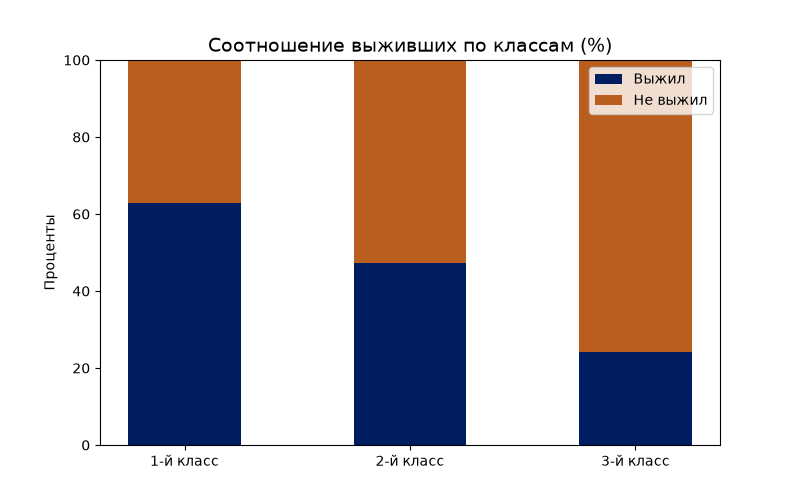 Соотношение выживших по классам (%)
Выжил
Не выжил
Проценты
100
80
60
40
20
0
1-й класс
2-й класс
3-й класс